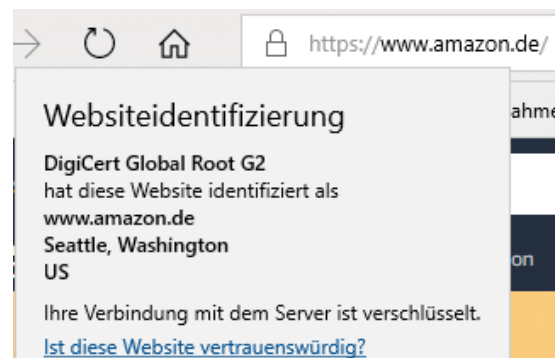 https://www.amazon.de/
Websiteidentifizierung
DigiCert Global Root G2
hat diese Website identifiziert als
www.amazon.de
Seattle, Washington
US
Ihre Verbindung mit dem Server ist verschlüsselt.
Ist diese Website vertrauenswürdig?